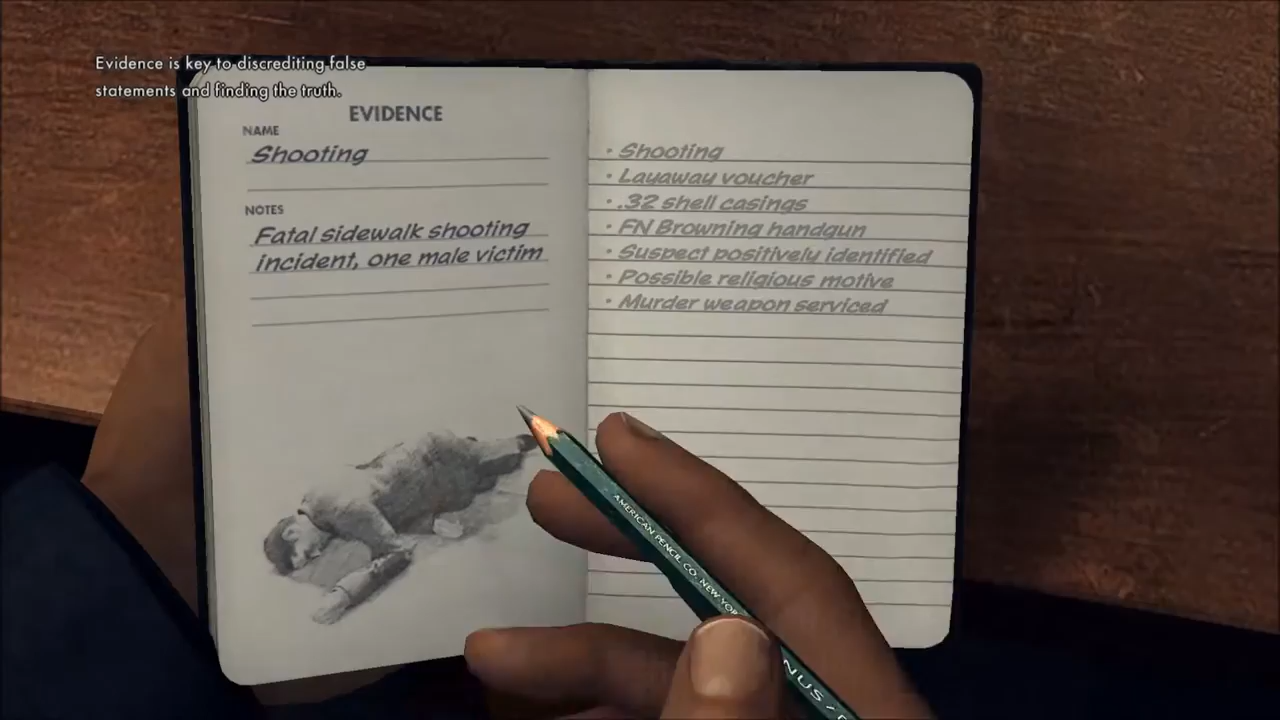 Evidence is key to discrediting false
statements and finding the truth.
EVIDENCE
NAME
Shooting
NOTES
Fatal sidewalk shooting
incident, one male victim
• Shooting
• Layaway voucher
• .32 shell casings
• FN Browning handgun
• Suspect positively identified
• Possible religious motive
• Murder weapon serviced
AMERICAN PENCIL CO. NEW YOR
NUS